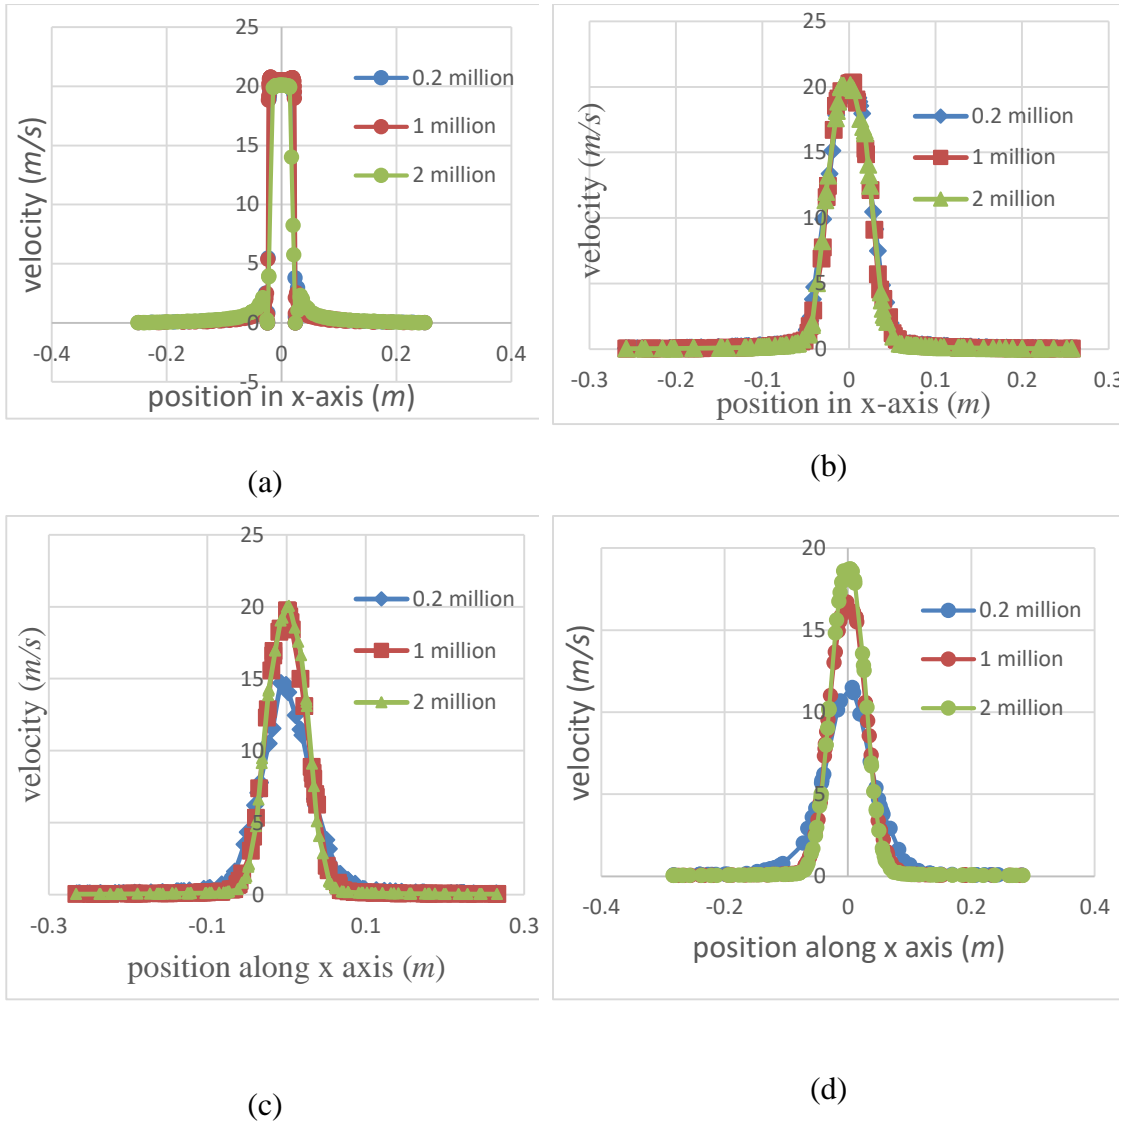 25
20
15
10
5
0
-5
-0.4
-0.2
0
0.2
0.4
velocity (m/s)
position in x-axis (m)
0.2 million
1 million
2 million
(a)
25
20
15
10
5
0
-0.3
-0.2
-0.1
0
0.1
0.2
0.3
velocity (m/s)
position in x-axis (m)
0.2 million
1 million
2 million
(b)
25
20
15
10
5
0
-0.3
-0.1
0.1
0.3
velocity (m/s)
position along x axis (m)
0.2 million
1 million
2 million
(c)
20
15
10
5
0
-0.4
-0.2
0
0.2
0.4
velocity (m/s)
position along x axis (m)
0.2 million
1 million
2 million
(d)